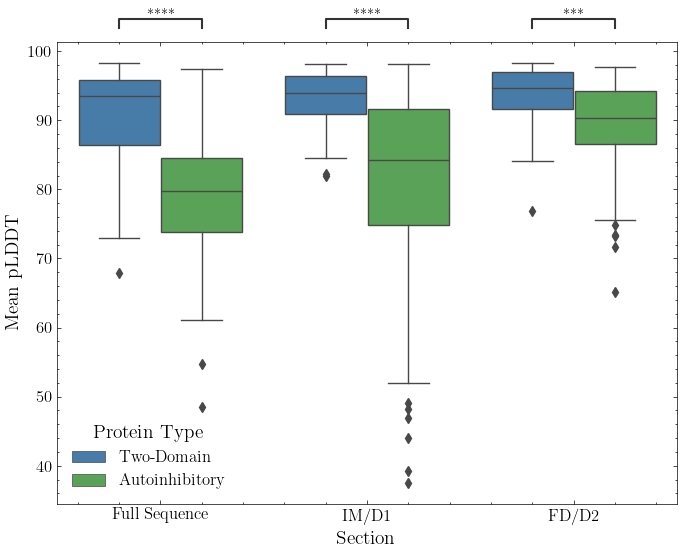 **** **** ***
100
90
80
70
60
50
40
Mean pLDDT
Protein Type
Two-Domain
Autoinhibitory
Full Sequence IM/D1 FD/D2
Section